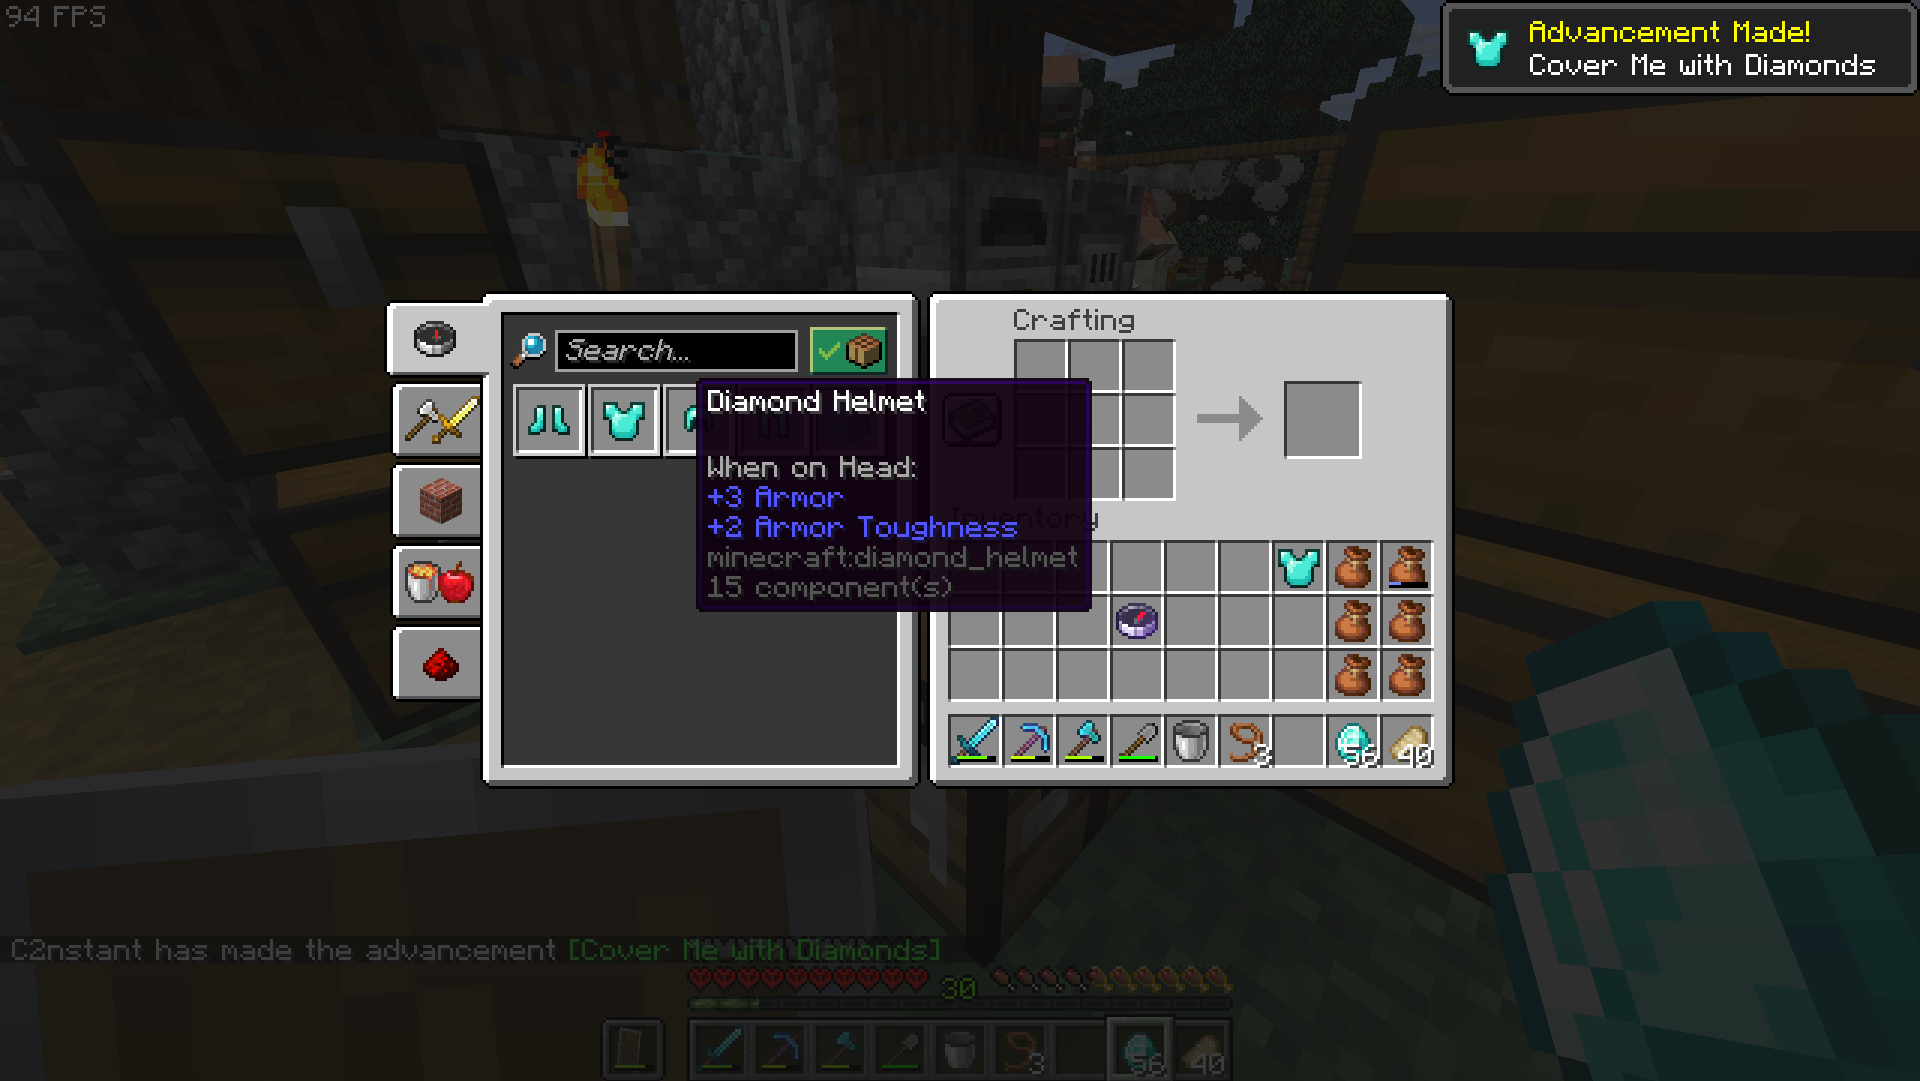 94 FPS
Advancement Made!
Cover Me with Diamonds
Search...
Crafting
Diamond Helmet
When on Head:
+3 Armor
+2 Armor Toughness
minecraft:diamond_helmet
15 component(s)
Inventory
3
56
40
C2nstant has made the advancement [Cover Me with Diamonds]
30
3
56
40